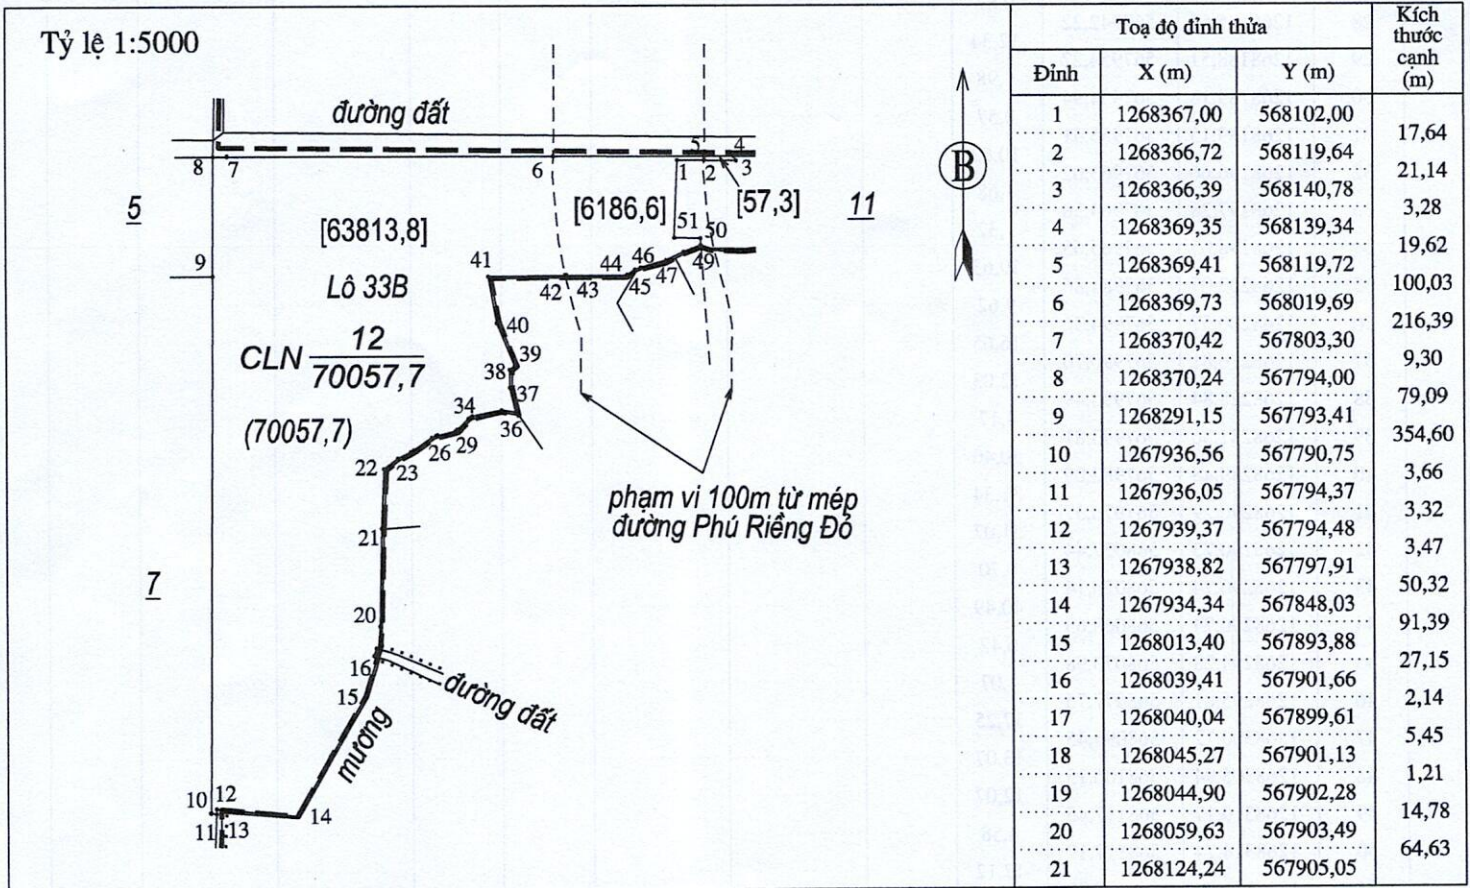 Tỷ lệ 1:5000
đường đất
8
7
6
5
4
1
2
3
B
5
[63813,8]
[6186,6]
[57,3]
11
51
50
9
41
44
46
49
42
43
45
47
Lô 33B
40
12
CLN
70057,7
39
38
37
(70057,7)
34
36
29
26
22
23
phạm vi 100m từ mép
đường Phú Riềng Đỏ
21
7
20
16
15
đường đất
mương
10
12
11
13
14
Toạ độ đỉnh thửa
Kích
thước
cạnh
(m)
Đỉnh X (m) Y (m)
1 1268367,00 568102,00
17,64
2 1268366,72 568119,64
21,14
3 1268366,39 568140,78
3,28
4 1268369,35 568139,34
19,62
5 1268369,41 568119,72
100,03
6 1268369,73 568019,69
216,39
7 1268370,42 567803,30
9,30
8 1268370,24 567794,00
79,09
9 1268291,15 567793,41
354,60
10 1267936,56 567790,75
3,66
11 1267936,05 567794,37
3,32
12 1267939,37 567794,48
3,47
13 1267938,82 567797,91
50,32
14 1267934,34 567848,03
91,39
15 1268013,40 567893,88
27,15
16 1268039,41 567901,66
2,14
17 1268040,04 567899,61
5,45
18 1268045,27 567901,13
1,21
19 1268044,90 567902,28
14,78
20 1268059,63 567903,49
64,63
21 1268124,24 567905,05